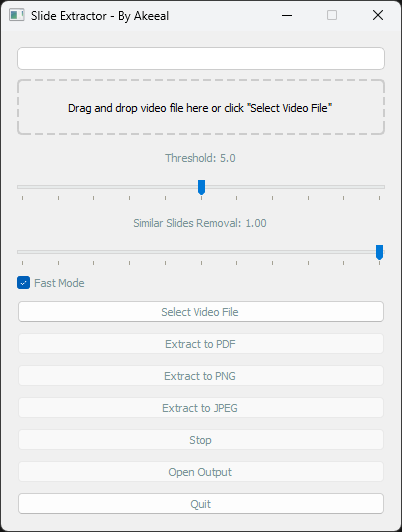 Slide Extractor - By Akeeal
Drag and drop video file here or click "Select Video File"
Threshold: 5.0
Similar Slides Removal: 1.00
Fast Mode
Select Video File
Extract to PDF
Extract to PNG
Extract to JPEG
Stop
Open Output
Quit